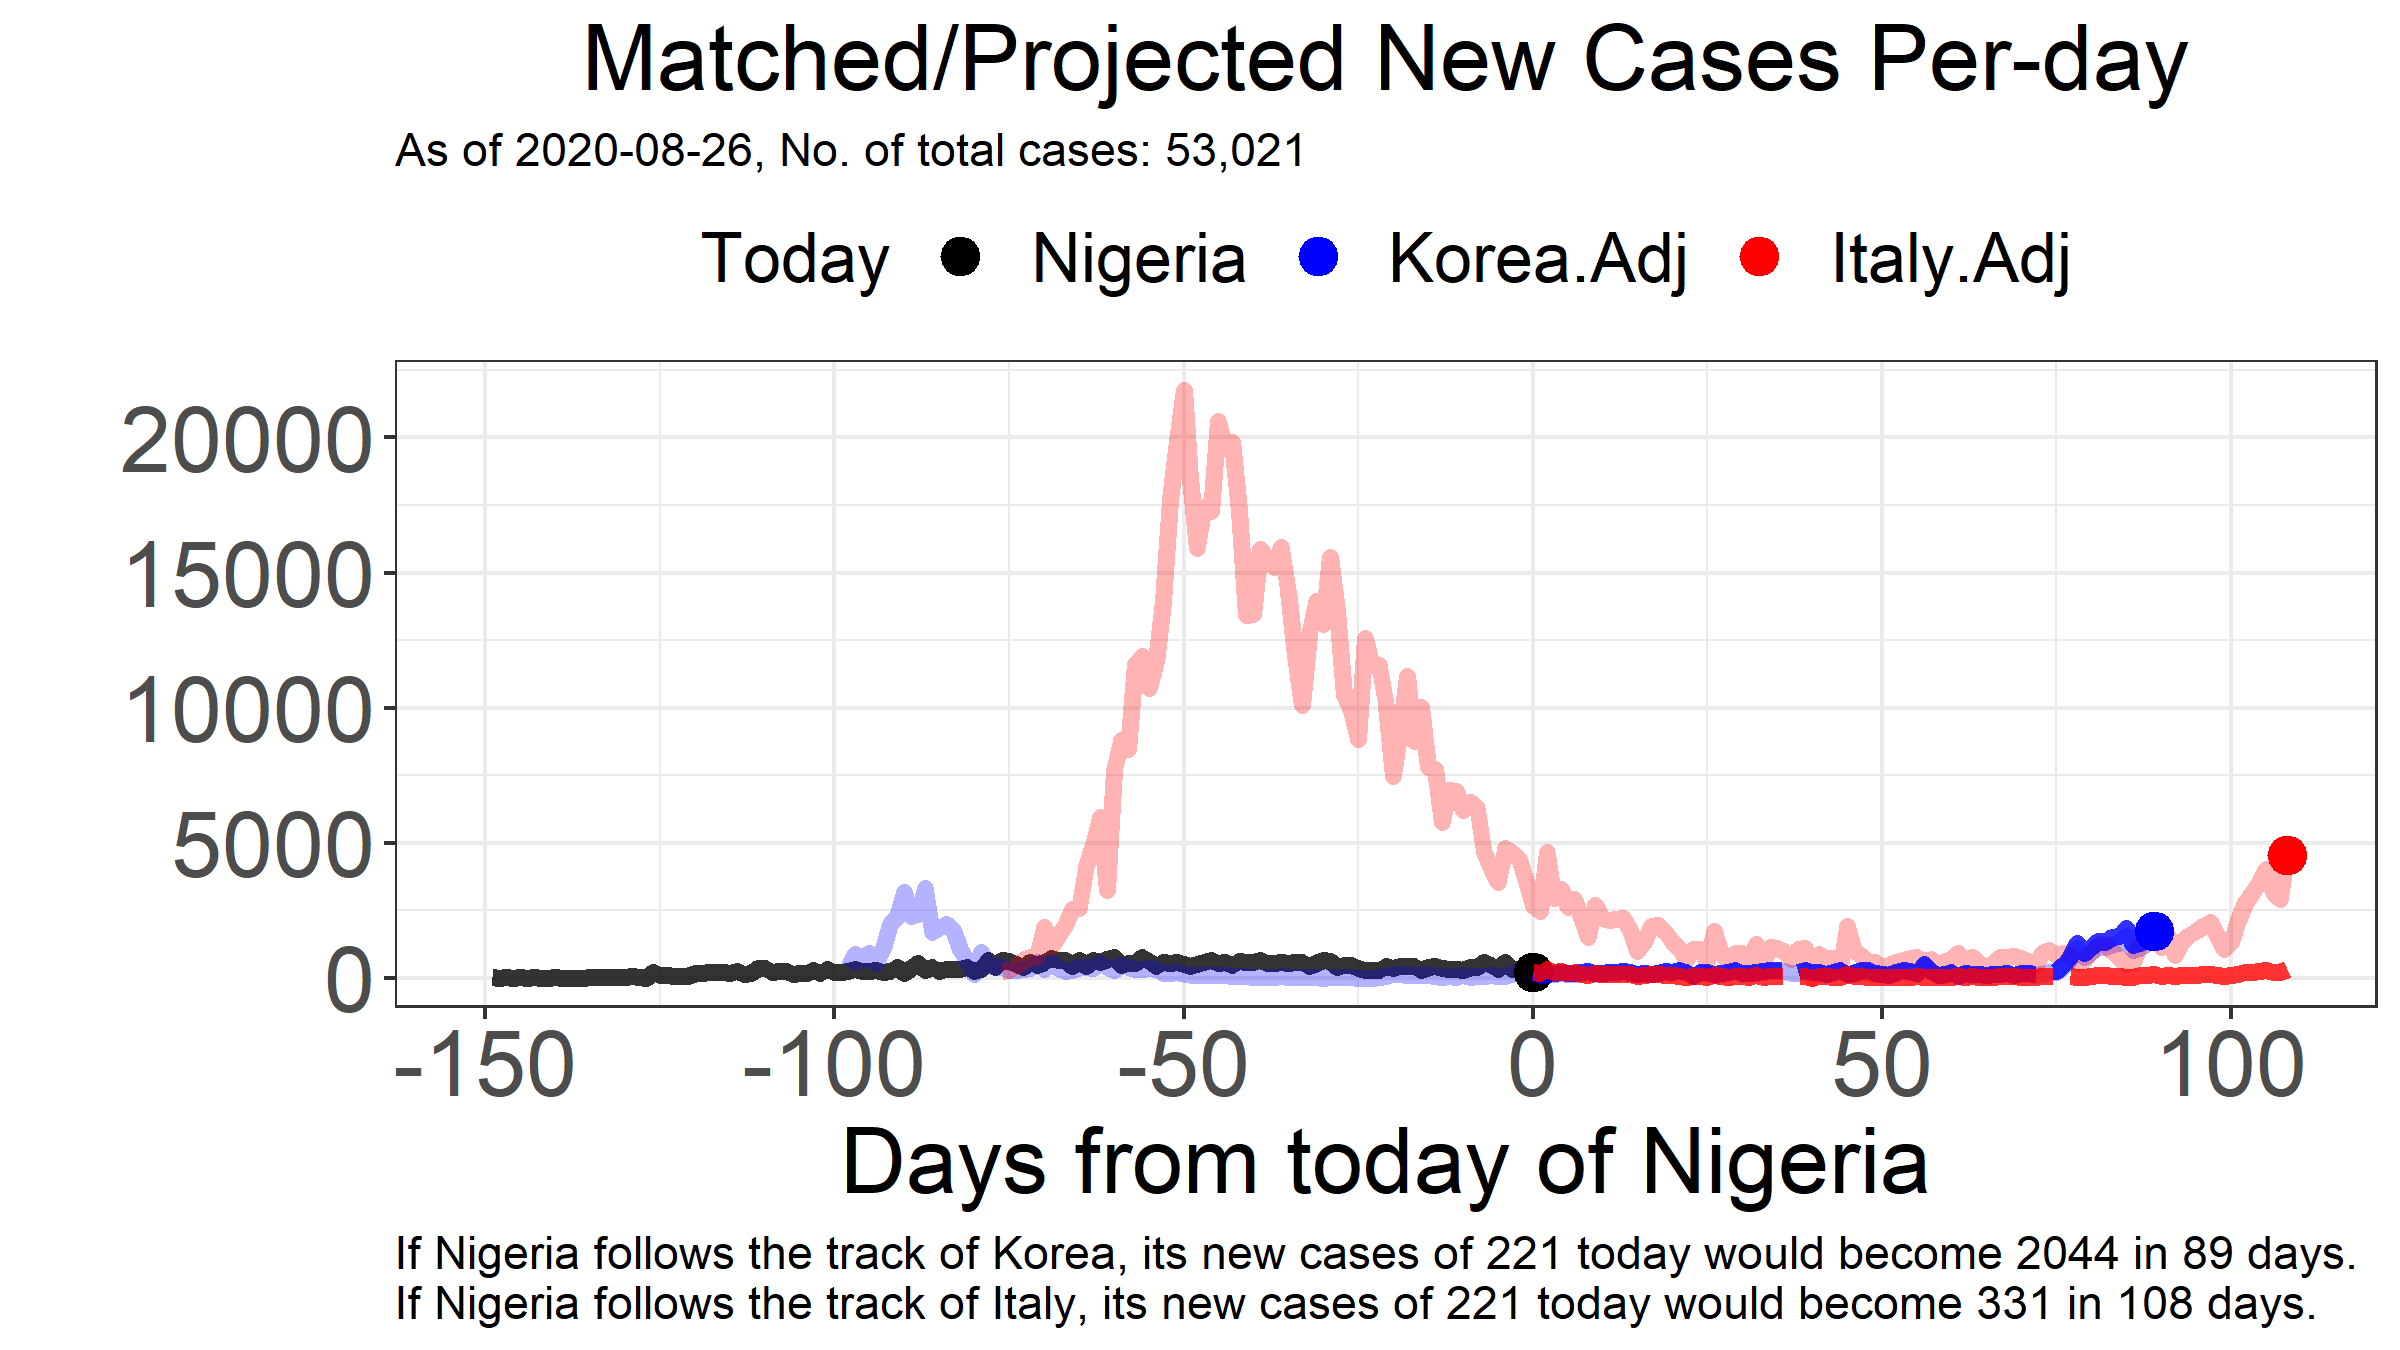 Matched/Projected New Cases Per-day
As of 2020-08-26, No. of total cases: 53,021
Today Nigeria Korea.Adj Italy.Adj
20000
15000
10000
5000
0
-150 -100 -50 0 50 100
Days from today of Nigeria
If Nigeria follows the track of Korea, its new cases of 221 today would become 2044 in 89 days.
If Nigeria follows the track of Italy, its new cases of 221 today would become 331 in 108 days.